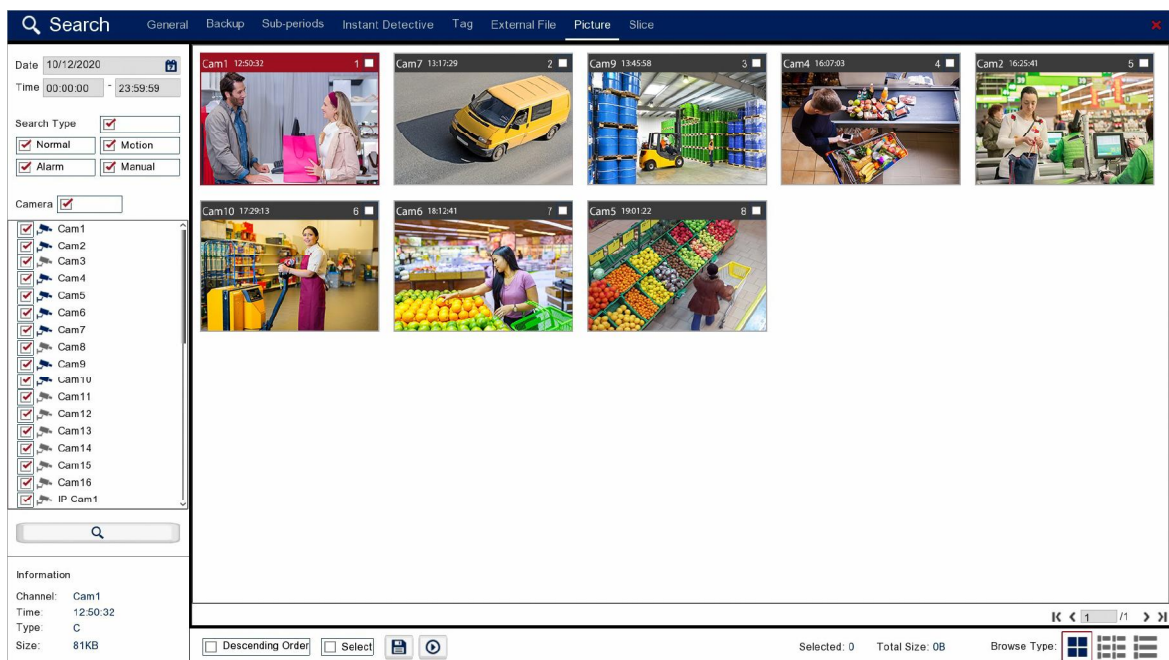 Search General Backup Sub-periods Instant Detective Tag External File Picture Slice
Date 10/12/2020
Time 00:00:00 - 23:59:59
Search Type
Normal Motion
Alarm Manual
Camera
Cam1
Cam2
Cam3
Cam4
Cam5
Cam6
Cam7
Cam8
Cam9
Cam10
Cam11
Cam12
Cam13
Cam14
Cam15
Cam16
IP Cam1
Information
Channel: Cam1
Time: 12:50:32
Type: C
Size: 81KB
Cam1 12:50:32 1
Cam7 13:17:29 2
Cam9 13:45:58 3
Cam4 16:07:03 4
Cam2 16:25:41 5
Cam10 17:29:13 6
Cam6 18:12:41 7
Cam5 19:01:22 8
1 /1
Descending Order Select Selected: 0 Total Size: 0B Browse Type: